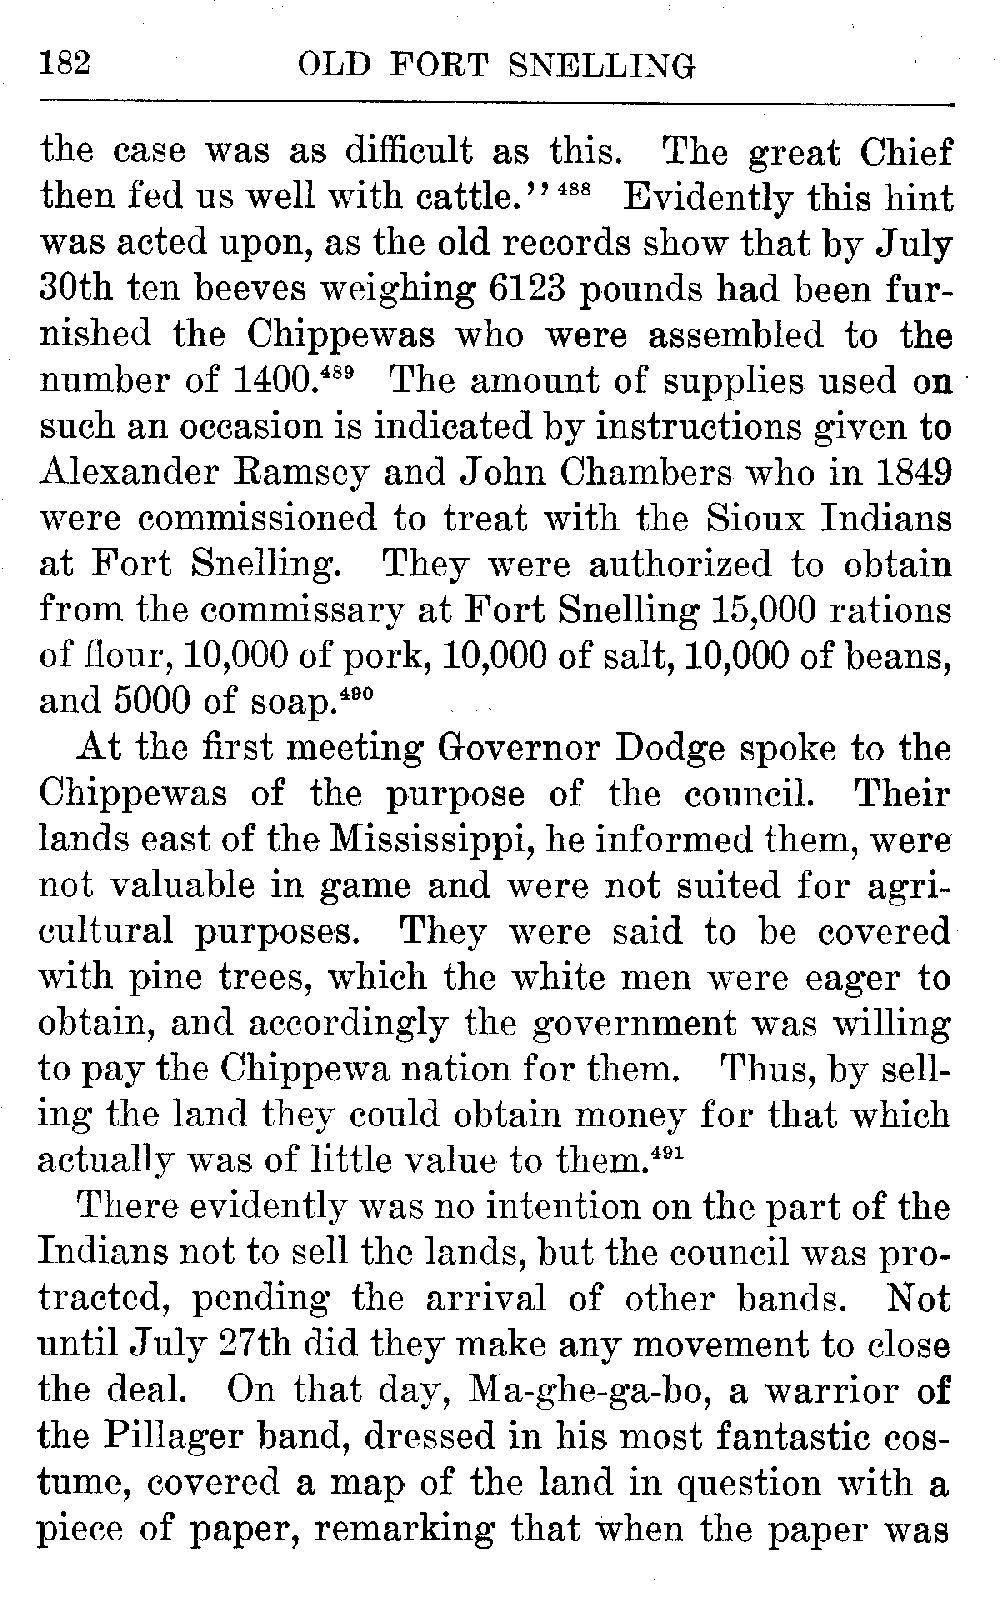 182 OLD FORT SNELLING
the case was as difficult as this. The great Chief
then fed us well with cattle.'' 488 Evidently this hint
was acted upon, as the old records show that by July
30th ten beeves weighing 6123 pounds had been fur-
nished the Chippewas who were assembled to the
number of 1400.489 The amount of supplies used on
such an occasion is indicated by instructions given to
Alexander Ramsey and John Chambers who in 1849
were commissioned to treat with the Sioux Indians
at Fort Snelling. They were authorized to obtain
from the commissary at Fort Snelling 15,000 rations
of flour, 10,000 of pork, 10,000 of salt, 10,000 of beans,
and 5000 of soap.490
At the first meeting Governor Dodge spoke to the
Chippewas of the purpose of the council. Their
lands east of the Mississippi, he informed them, were
not valuable in game and were not suited for agri-
cultural purposes. They were said to be covered
with pine trees, which the white men were eager to
obtain, and accordingly the government was willing
to pay the Chippewa nation for them. Thus, by sell-
ing the land they could obtain money for that which
actually was of little value to them.491
There evidently was no intention on the part of the
Indians not to sell the lands, but the council was pro-
tracted, pending the arrival of other bands. Not
until July 27th did they make any movement to close
the deal. On that day, Ma-ghe-ga-bo, a warrior of
the Pillager band, dressed in his most fantastic cos-
tume, covered a map of the land in question with a
piece of paper, remarking that when the paper was